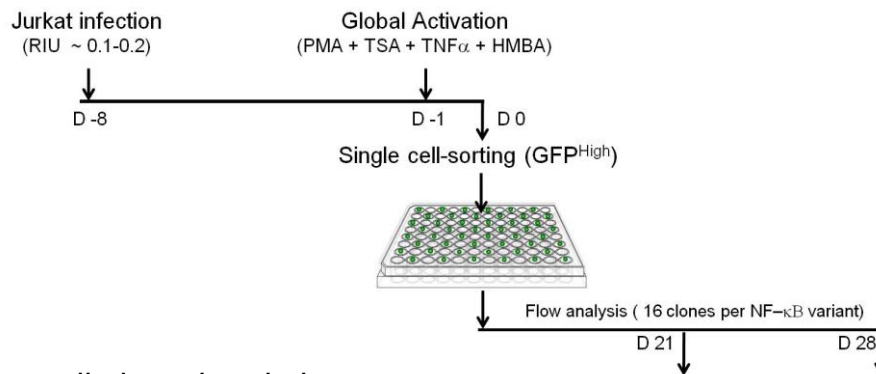 Jurkat infection
(RIU ~ 0.1-0.2)
Global Activation
(PMA + TSA + TNFα + HMBA)
D -8
D -1
D 0
Single cell-sorting (GFPHigh)
Flow analysis ( 16 clones per NF–κB variant)
D 21
D 28